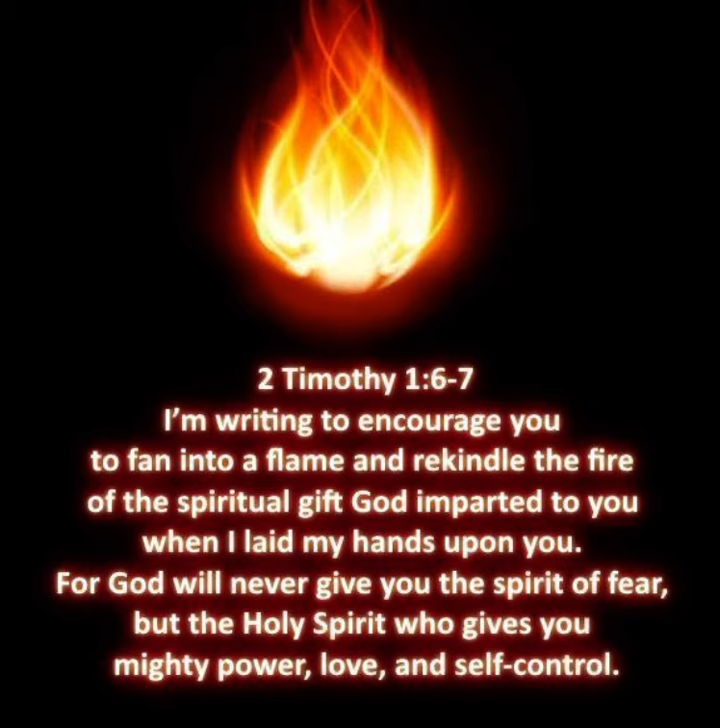 2 Timothy 1:6-7
I'm writing to encourage you
to fan into a flame and rekindle the fire
of the spiritual gift God imparted to you
when I laid my hands upon you.
For God will never give you the spirit of fear,
but the Holy Spirit who gives you
mighty power, love, and self-control.